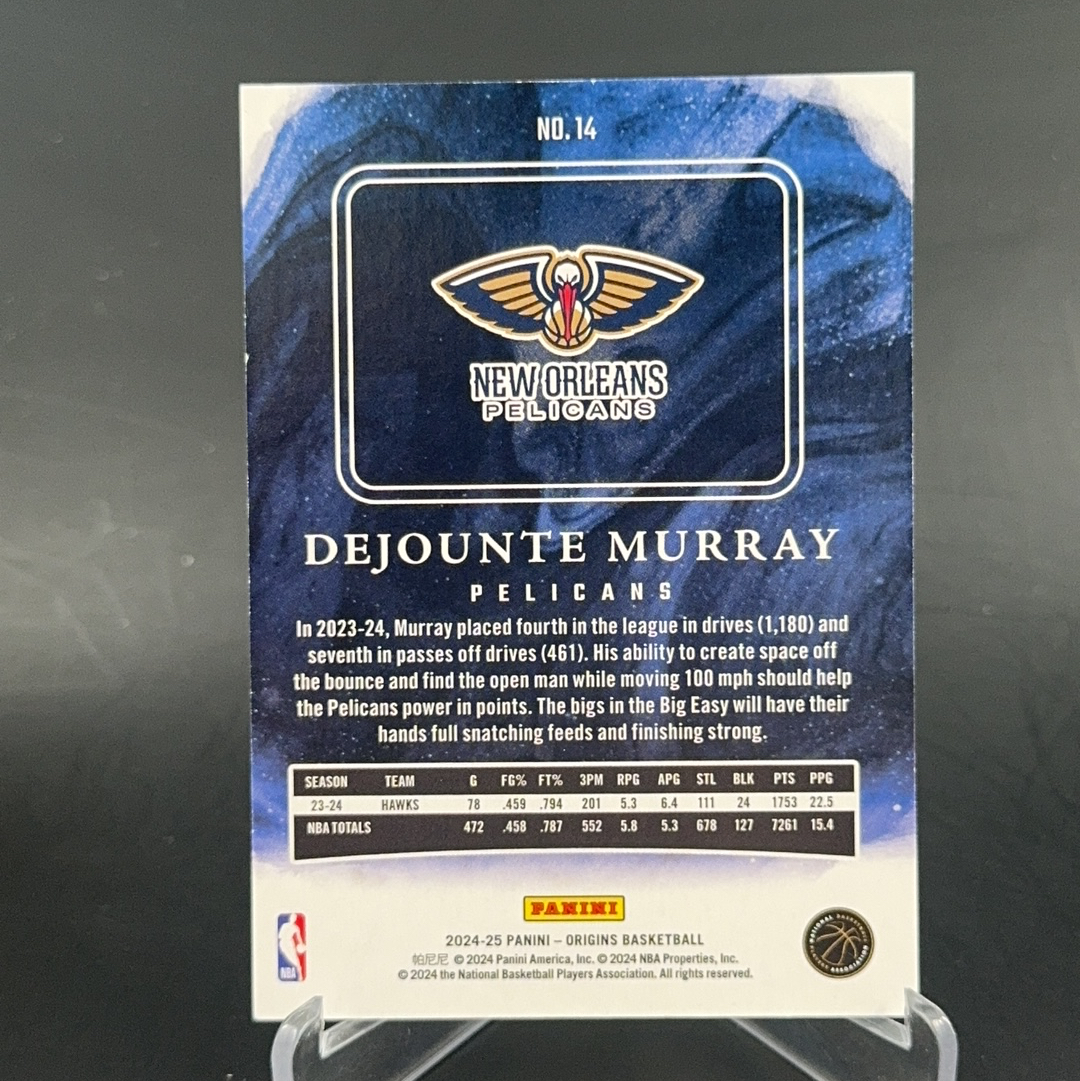 NO. 14
NEW ORLEANS
PELICANS
DEJOUNTE MURRAY
PELICANS
In 2023-24, Murray placed fourth in the league in drives (1,180) and
seventh in passes off drives (461). His ability to create space off
the bounce and find the open man while moving 100 mph should help
the Pelicans power in points. The bigs in the Big Easy will have their
hands full snatching feeds and finishing strong.
SEASON TEAM G FG% FT% 3PM RPG APG STL BLK PTS PPG
23-24 HAWKS 78 .459 .794 201 5.3 6.4 111 24 1753 22.5
NBA TOTALS 472 .458 .787 552 5.8 5.3 678 127 7261 15.4
PANINI
2024-25 PANINI – ORIGINS BASKETBALL
帕尼尼 © 2024 Panini America, Inc. © 2024 NBA Properties, Inc.
© 2024 the National Basketball Players Association. All rights reserved.
NBA
NATIONAL BASKETBALL
PLAYERS ASSOCIATION